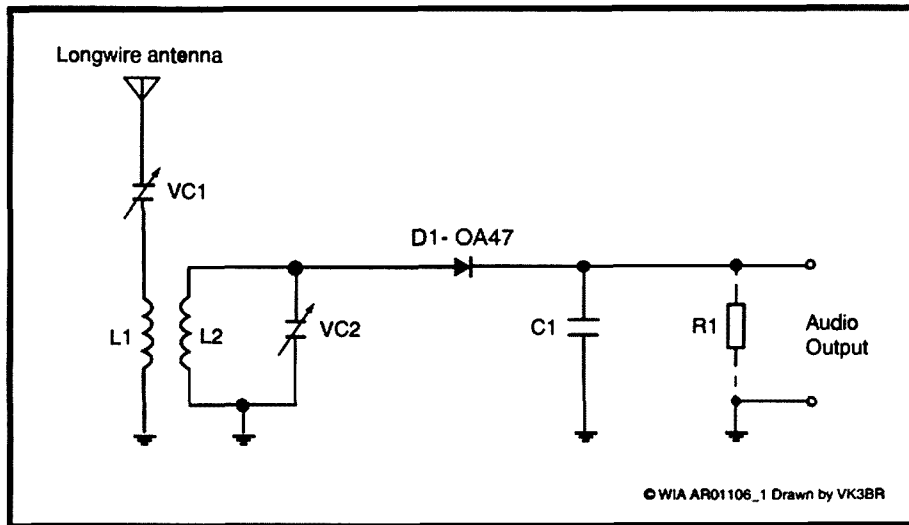 Longwire antenna
VC1
D1- OA47
L1
L2
VC2
C1
R1
Audio
Output
© WIA AR01106_1 Drawn by VK3BR